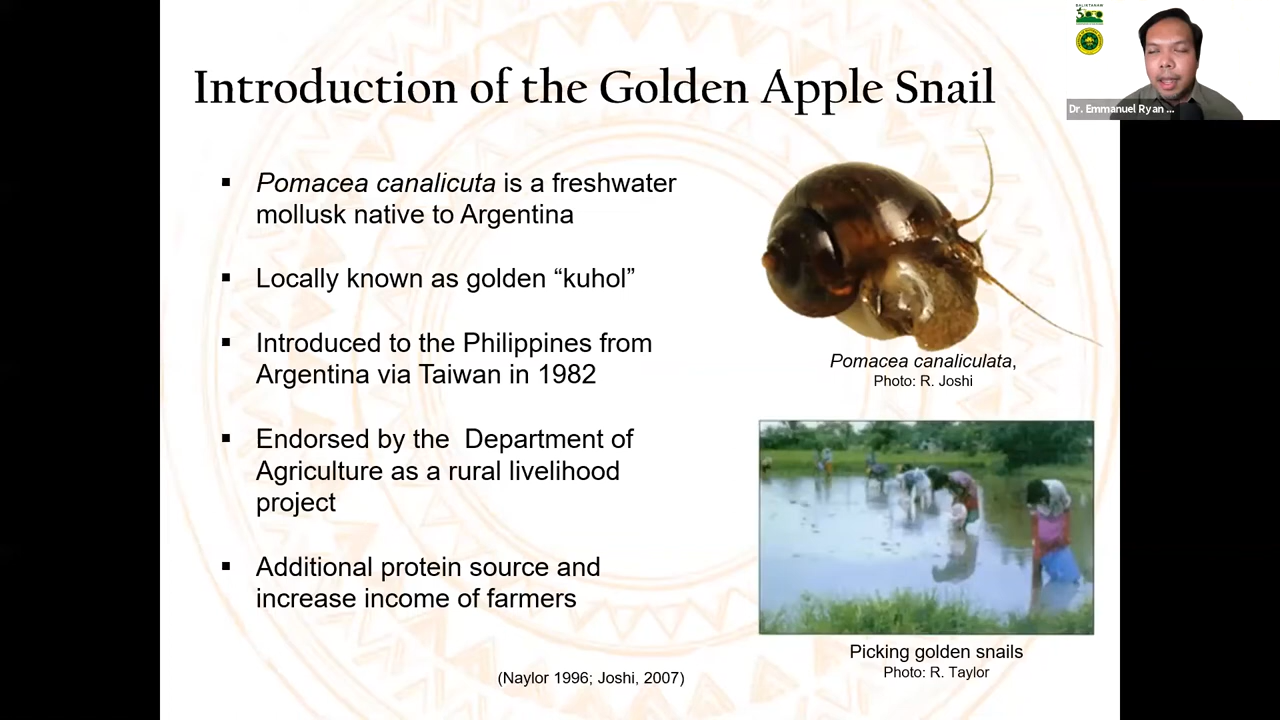 Introduction of the Golden Apple Snail
Dr. Emmanuel Ryan ...
▪ Pomacea canalicuta is a freshwater
mollusk native to Argentina
▪ Locally known as golden “kuhol”
▪ Introduced to the Philippines from
Argentina via Taiwan in 1982
▪ Endorsed by the Department of
Agriculture as a rural livelihood
project
▪ Additional protein source and
increase income of farmers
(Naylor 1996; Joshi, 2007)
Pomacea canaliculata,
Photo: R. Joshi
Picking golden snails
Photo: R. Taylor